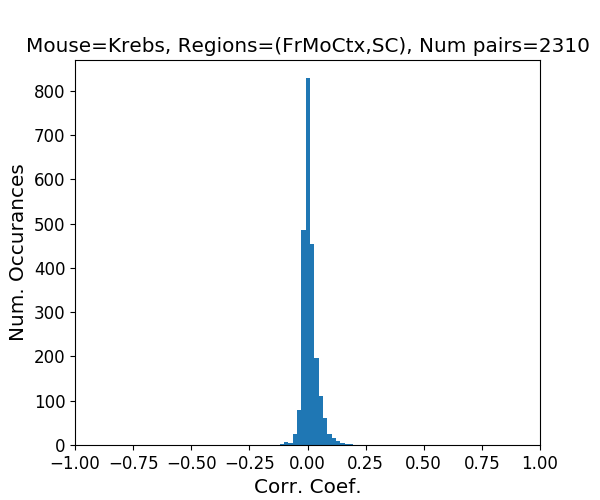 Mouse=Krebs, Regions=(FrMoCtx,SC), Num pairs=2310
Num. Occurances
800
700
600
500
400
300
200
100
0
−1.00 −0.75 −0.50 −0.25 0.00 0.25 0.50 0.75 1.00
Corr. Coef.